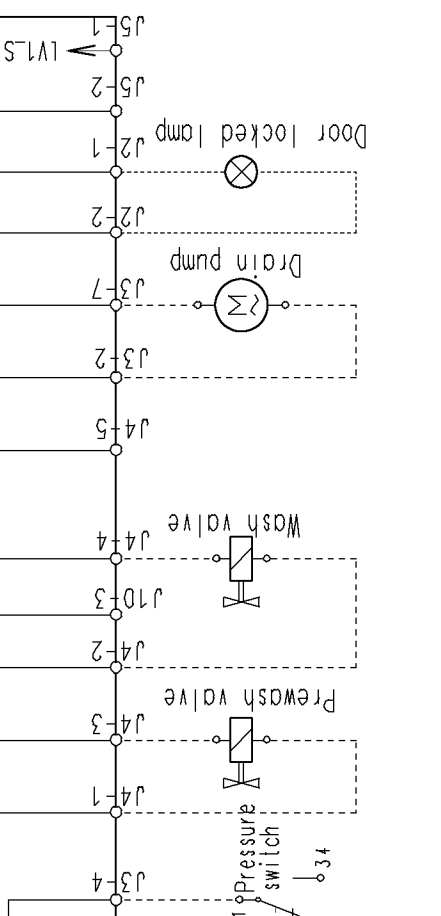 J5-1
LV1_S
J5-2
J2-1
Door locked lamp
J2-2
Drain pump
J3-7
M
~
J3-2
J4-5
Wash valve
J4-4
J10-3
J4-2
Prewash valve
J4-3
J4-1
Pressure
switch
34
J3-4
1